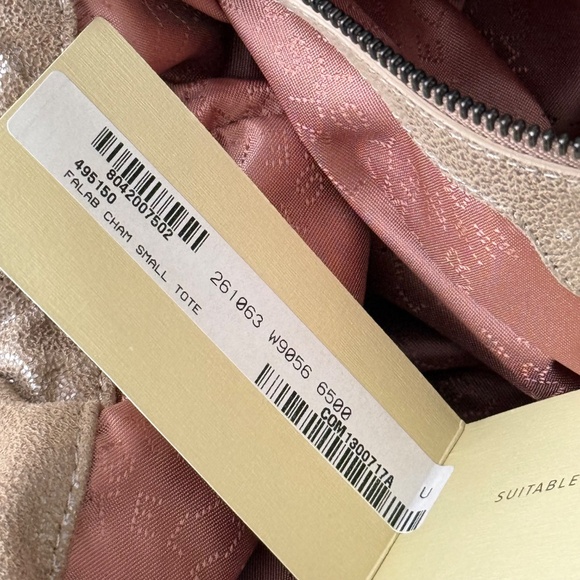 8042007502
495150
FALAB CHAM SMALL TOTE
261063 W9056 6500
COM1300717A
U
SUITABLE